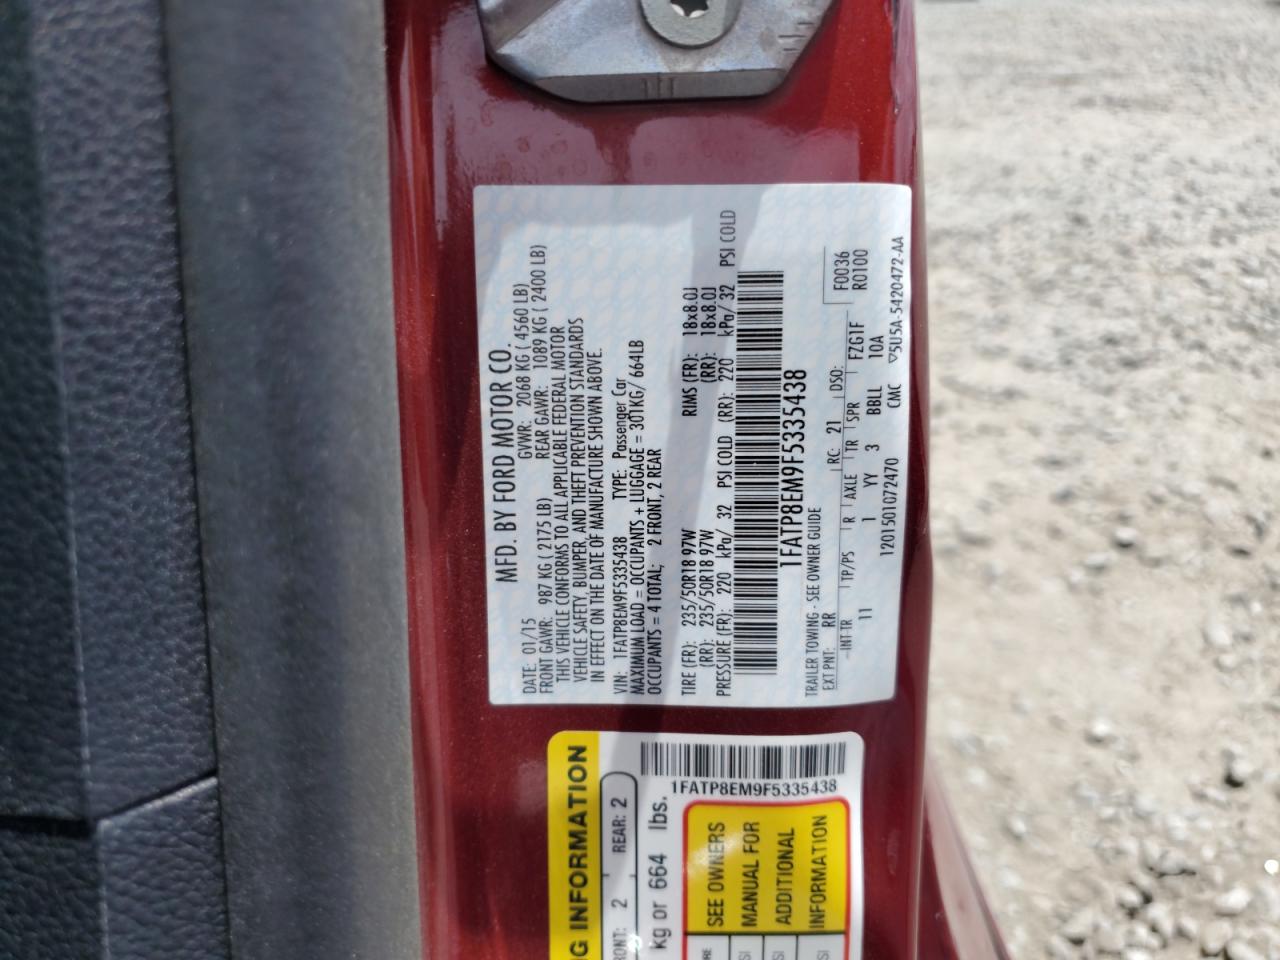 MFD. BY FORD MOTOR CO.
DATE: 01/15 GVWR: 2068 KG ( 4560 LB)
FRONT GAWR: 987 KG ( 2175 LB) REAR GAWR: 1089 KG ( 2400 LB)
THIS VEHICLE CONFORMS TO ALL APPLICABLE FEDERAL MOTOR
VEHICLE SAFETY, BUMPER, AND THEFT PREVENTION STANDARDS
IN EFFECT ON THE DATE OF MANUFACTURE SHOWN ABOVE.
VIN: 1FATP8EM9F5335438 TYPE: Passenger Car
MAXIMUM LOAD = OCCUPANTS + LUGGAGE = 301KG/ 664LB
OCCUPANTS = 4 TOTAL; 2 FRONT, 2 REAR
TIRE (FR): 235/50R18 97W RIMS (FR): 18x8.0J
(RR): 235/50R18 97W (RR): 18x8.0J
PRESSURE (FR): 220 kPa/ 32 PSI COLD (RR): 220 kPa/ 32 PSI COLD
1FATP8EM9F5335438
TRAILER TOWING - SEE OWNER GUIDE
EXT PNT: RR RC: 21 DSO: F0036
INT TR TP/PS R AXLE TR SPR FZG1F R0100
11 1 YY 3 BBLL 10A
1201501072470 CMC ▽5U5A-5420472-AA
G INFORMATION
RONT: 2 REAR: 2
kg or 664 lbs.
1FATP8EM9F5335438
SEE OWNERS
MANUAL FOR
ADDITIONAL
INFORMATION